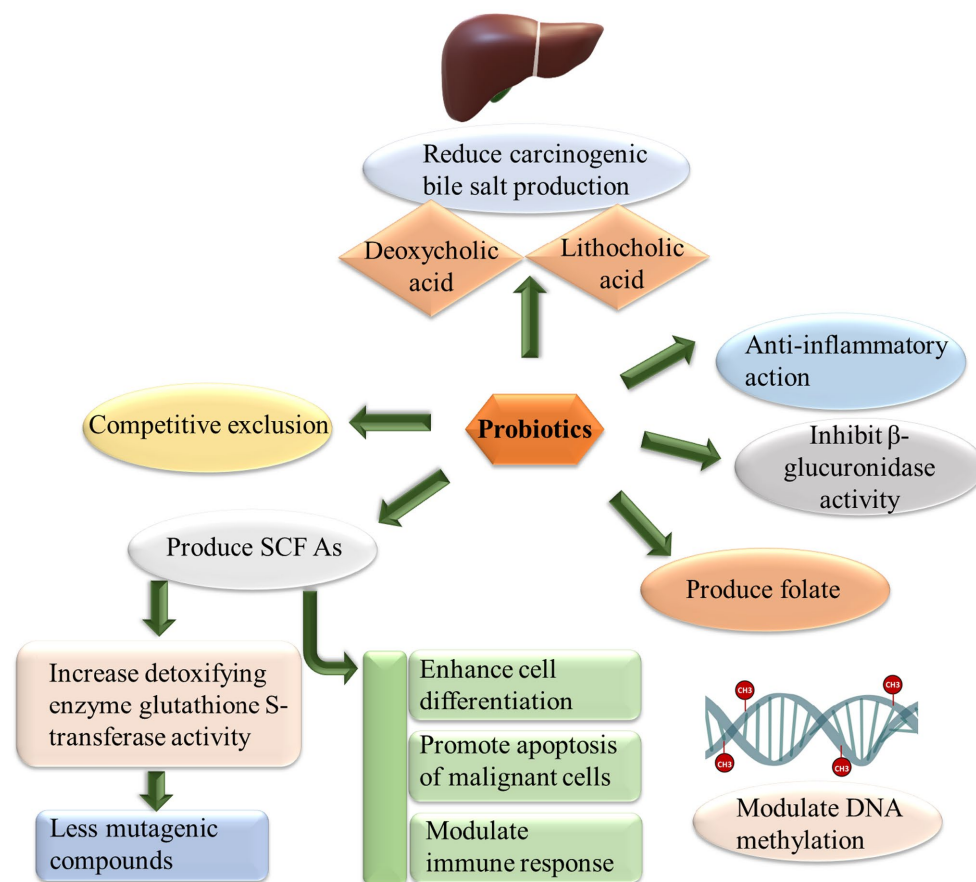 Reduce carcinogenic
bile salt production
Deoxycholic
acid
Lithocholic
acid
Anti-inflammatory
action
Competitive exclusion
Probiotics
Inhibit β-
glucuronidase
activity
Produce SCF As
Produce folate
Increase detoxifying
enzyme glutathione S-
transferase activity
Enhance cell
differentiation
Promote apoptosis
of malignant cells
Modulate
immune response
Less mutagenic
compounds
CH3
CH3
CH3
CH3
Modulate DNA
methylation